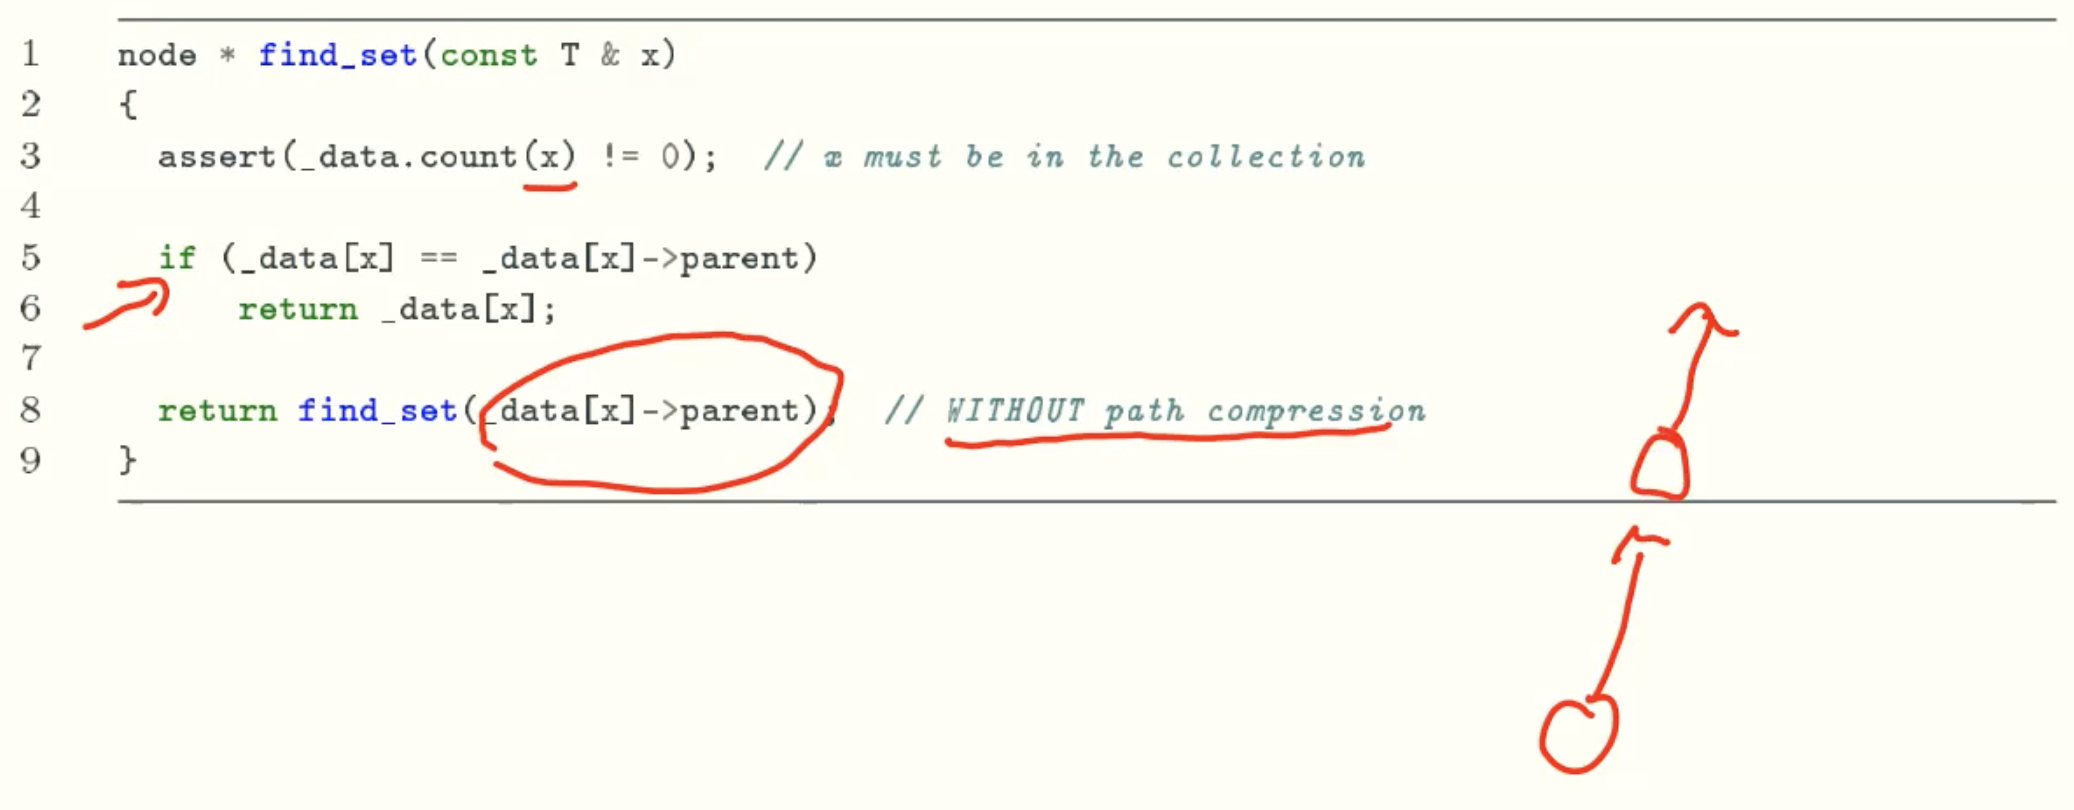 1 node * find_set(const T & x)
2 {
3 assert(_data.count(x) != 0); // x must be in the collection
4
5 if (_data[x] == _data[x]->parent)
6 return _data[x];
7
8 return find_set(_data[x]->parent); // WITHOUT path compression
9 }